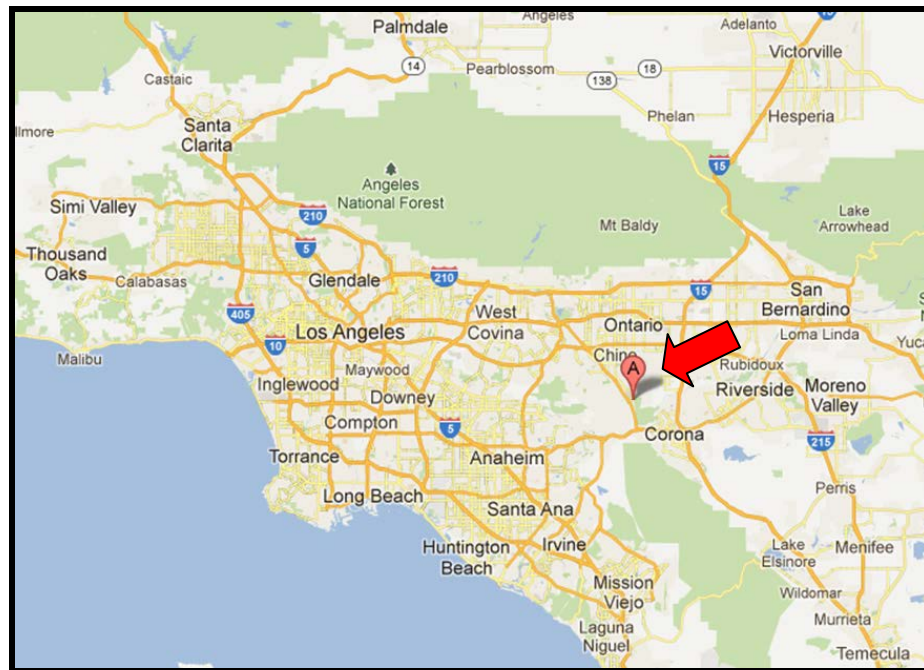 Angeles
Palmdale
Adelanto
15
Victorville
14
Pearblossom
18
138
Castaic
Phelan
Hesperia
llmore
Santa
Clarita
15
Angeles
National Forest
Simi Valley
210
Mt Baldy
Lake
Arrowhead
5
Thousand
Oaks
Calabasas
Glendale
210
15
San
Bernardino
405
West
Covina
Ontario
Los Angeles
Loma Linda
10
Yuca
Malibu
Maywood
Chino
Rubidoux
A
Inglewood
Downey
Riverside
Moreno
Valley
Compton
5
Corona
215
Torrance
Anaheim
Long Beach
Perris
Santa Ana
Huntington
Beach
Irvine
Lake
Elsinore
Menifee
Mission
Viejo
Wildomar
Murrieta
Laguna
Niguel
Temecula